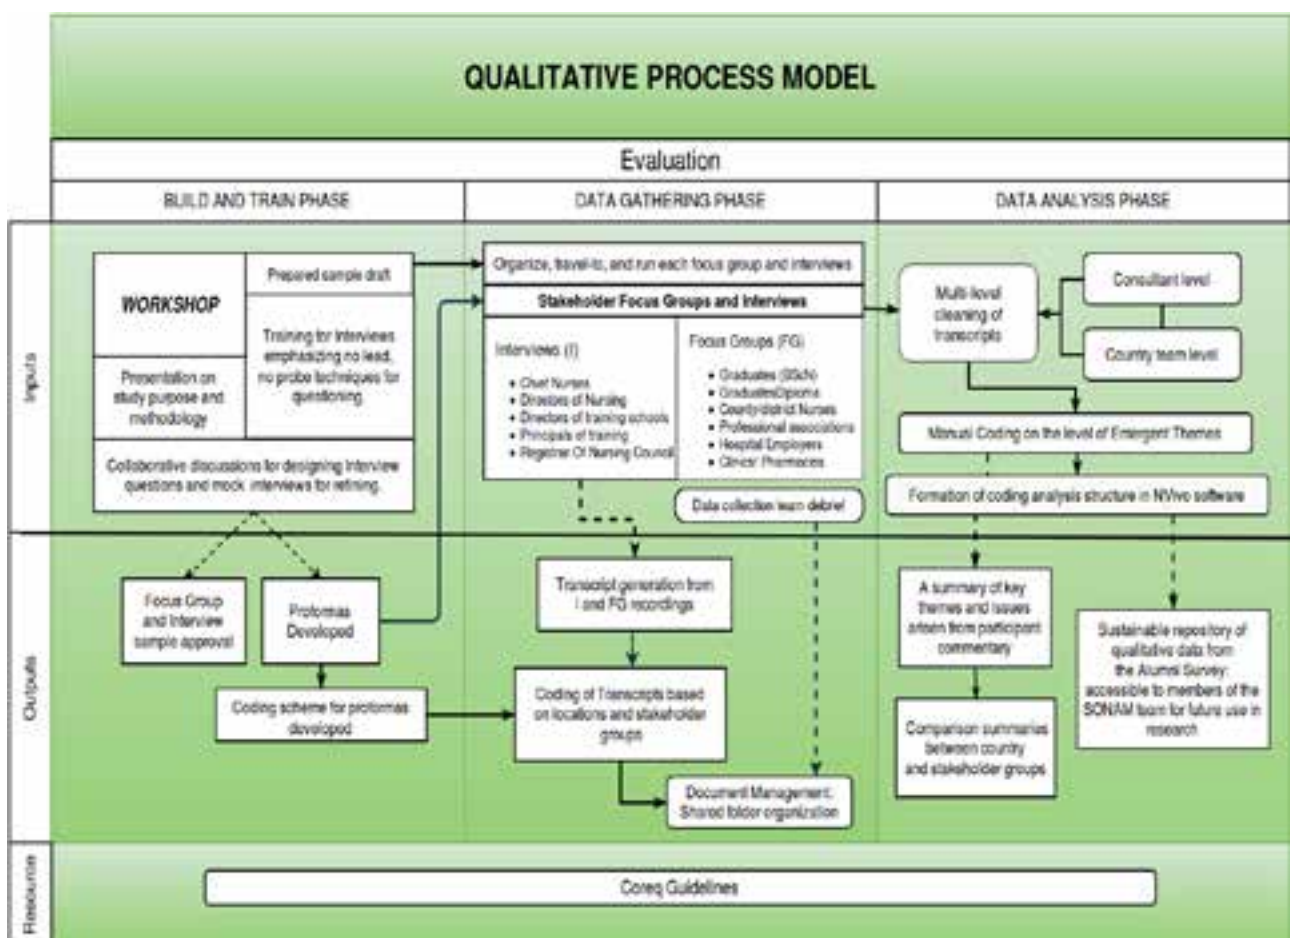 QUALITATIVE PROCESS MODEL
Evaluation
BUILD AND TRAIN PHASE
DATA GATHERING PHASE
DATA ANALYSIS PHASE
Inputs
WORKSHOP
Prepared sample draft
Training for Interviews
emphasizing no lead,
no probe techniques for
questioning.
Presentation on
study purpose and
methodology
Collaborative discussions for designing Interview
questions and mock interviews for refining.
Organize, travel-to, and run each focus group and interviews
Stakeholder Focus Groups and Interviews
Interviews (I)
• Chief Nurses
• Directors of Nursing
• Directors of training schools
• Principals of training
• Registrar Of Nursing Council
Focus Groups (FG)
• Graduates (BScN)
• GraduatesDiploma
• County/district Nurses
• Professional associations
• Hospital Employers
• Clinics/ Pharmacies
Data collection team debrief
Multi-level
cleaning of
transcripts
Consultant level
Country team level
Manual Coding on the level of Emergent Themes
Formation of coding analysis structure in NVivo software
Outputs
Focus Group
and Interview
sample approval
Proformas
Developed
Coding scheme for proformas
developed
Transcript generation from
I and FG recordings
Coding of Transcripts based
on locations and stakeholder
groups
Document Management:
Shared folder organization
A summary of key
themes and issues
arisen from participant
commentary
Comparison summaries
between country
and stakeholder groups
Sustainable repository of
qualitative data from
the Alumni Survey:
accessible to members of the
SONAM team for future use in
research
Resource
Coreq Guidelines